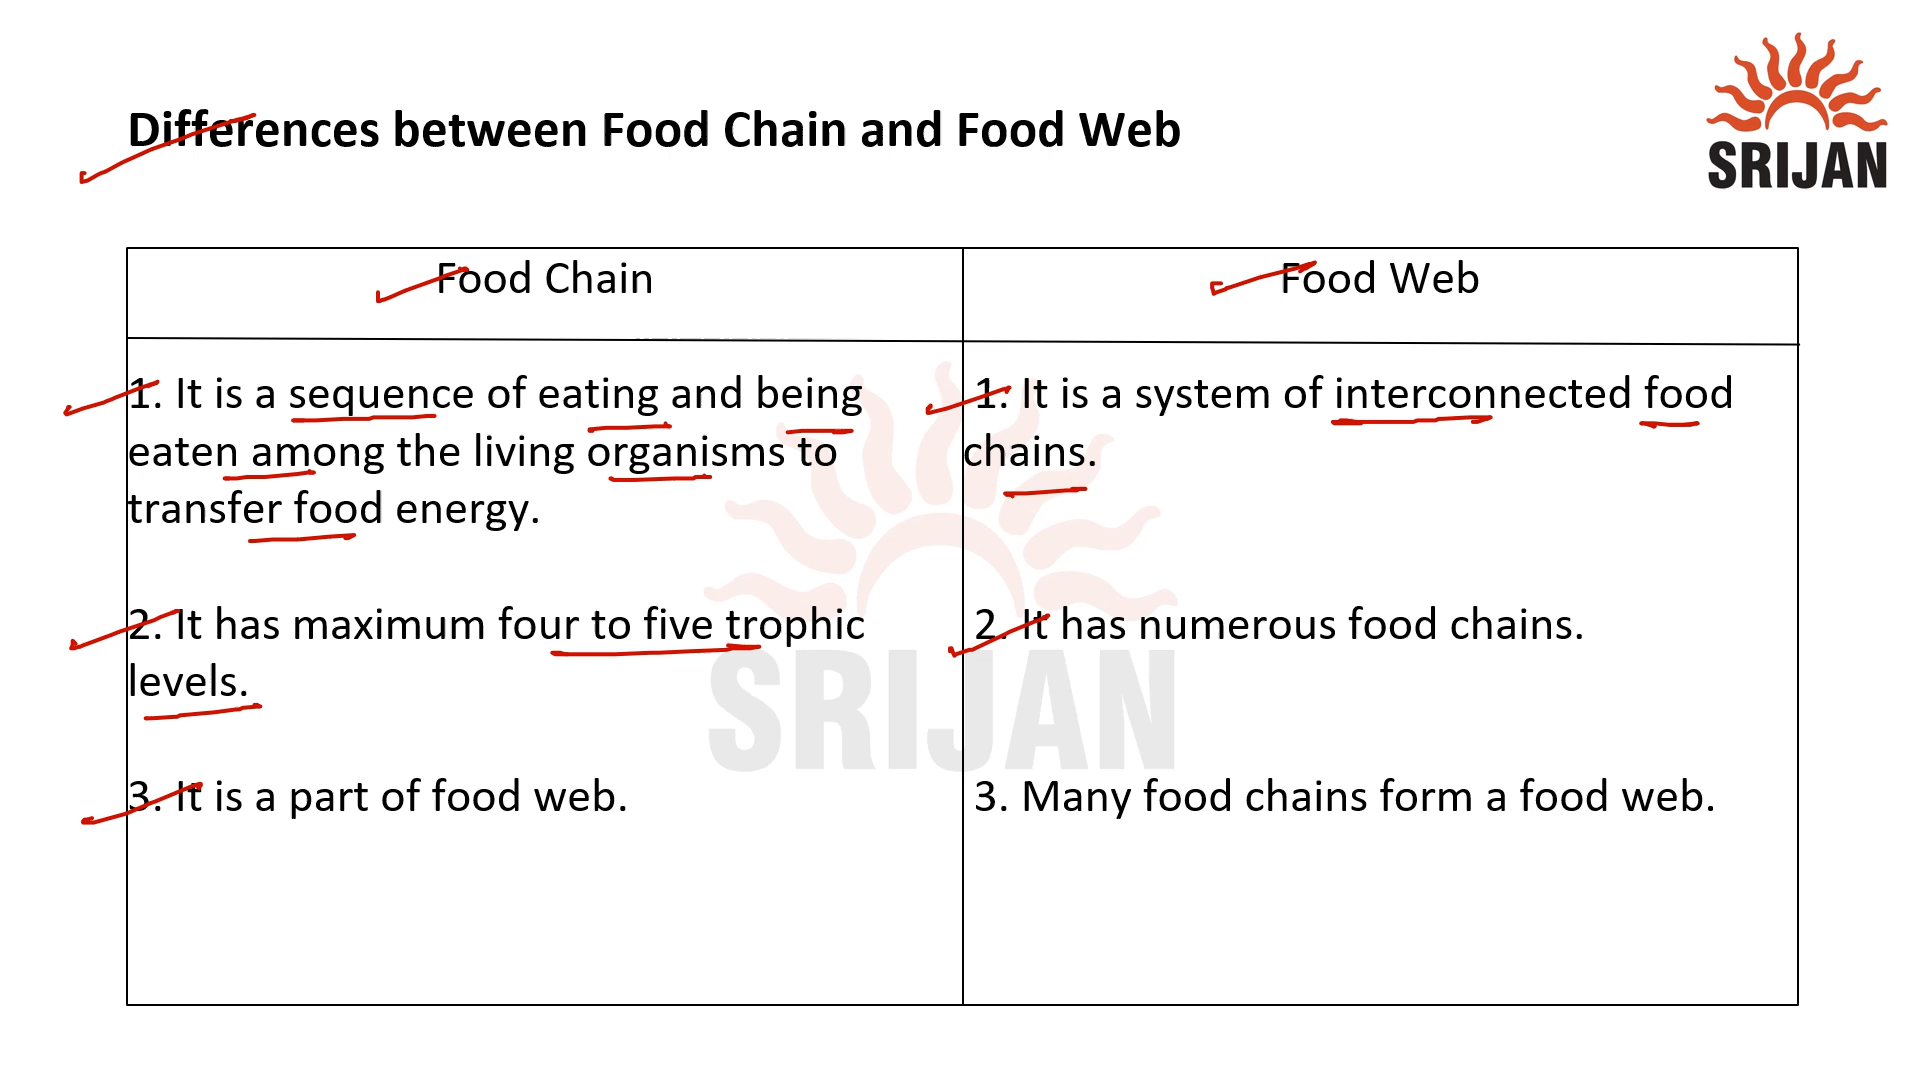 Differences between Food Chain and Food Web
SRIJAN
Food Chain
Food Web
1. It is a sequence of eating and being
eaten among the living organisms to
transfer food energy.
2. It has maximum four to five trophic
levels.
3. It is a part of food web.
1. It is a system of interconnected food
chains.
2. It has numerous food chains.
3. Many food chains form a food web.
SRIJAN